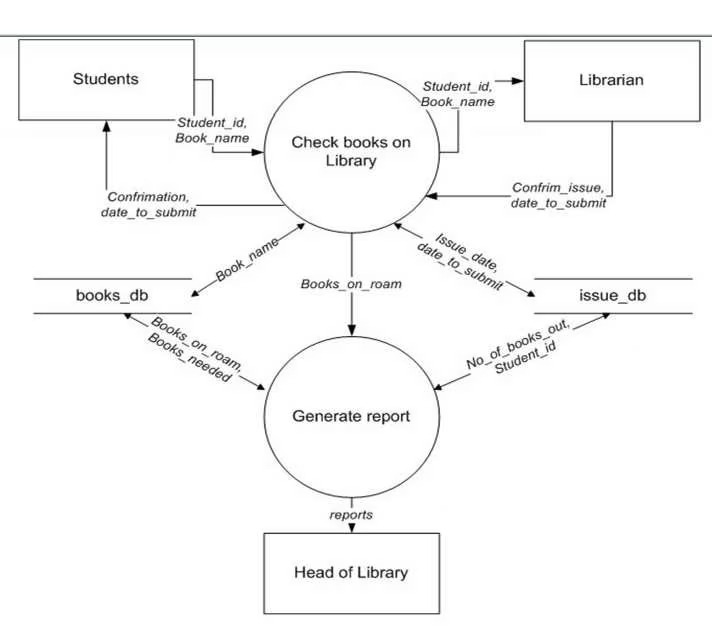 Students
Librarian
Student_id,
Book_name
Student_id,
Book_name
Check books on
Library
Confrimation,
date_to_submit
Confrim_issue,
date_to_submit
Book_name
Issue_date,
date_to_submit
Books_on_roam
books_db
issue_db
Books_on_roam,
Books_needed
No_of_books_out,
Student_id
Generate report
reports
Head of Library